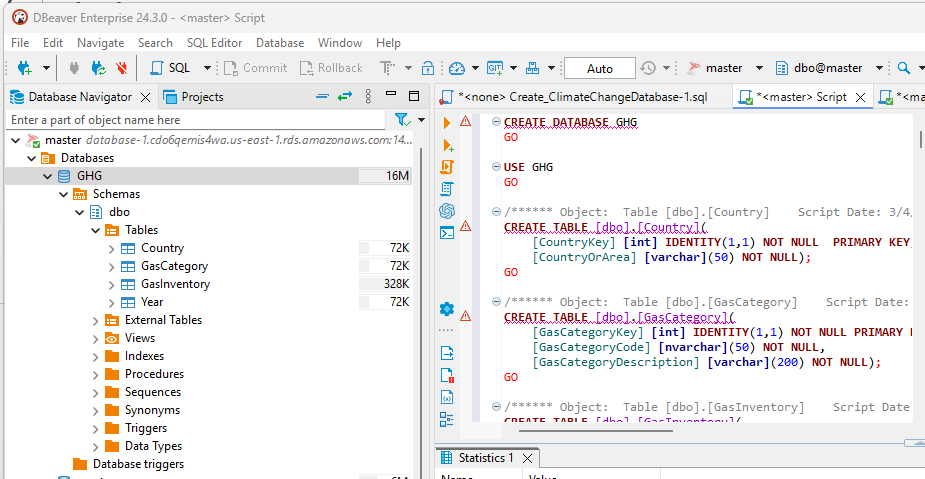 DBeaver Enterprise 24.3.0 - <master> Script
File Edit Navigate Search SQL Editor Database Window Help
SQL Commit Rollback T Auto master dbo@master
Database Navigator Projects
*<none> Create_ClimateChangeDatabase-1.sql *<master> Script *<ma
Enter a part of object name here
master database-1.cdo6qemis4wa.us-east-1.rds.amazonaws.com:14...
Databases
GHG 16M
Schemas
dbo
Tables
Country 72K
GasCategory 72K
GasInventory 328K
Year 72K
External Tables
Views
Indexes
Procedures
Sequences
Synonyms
Triggers
Data Types
Database triggers
CREATE DATABASE GHG
GO
USE GHG
GO
/****** Object:  Table [dbo].[Country]    Script Date: 3/4/
CREATE TABLE [dbo].[Country](
[CountryKey] [int] IDENTITY(1,1) NOT NULL  PRIMARY KEY,
[CountryOrArea] [varchar](50) NOT NULL);
GO
/****** Object:  Table [dbo].[GasCategory]    Script Date:
CREATE TABLE [dbo].[GasCategory](
[GasCategoryKey] [int] IDENTITY(1,1) NOT NULL PRIMARY
[GasCategoryCode] [nvarchar](50) NOT NULL,
[GasCategoryDescription] [varchar](200) NOT NULL);
GO
/****** Object:  Table [dbo].[GasInventory]    Script Date
CREATE TABLE [dbo].[GasInventory](
Statistics 1
Name Value